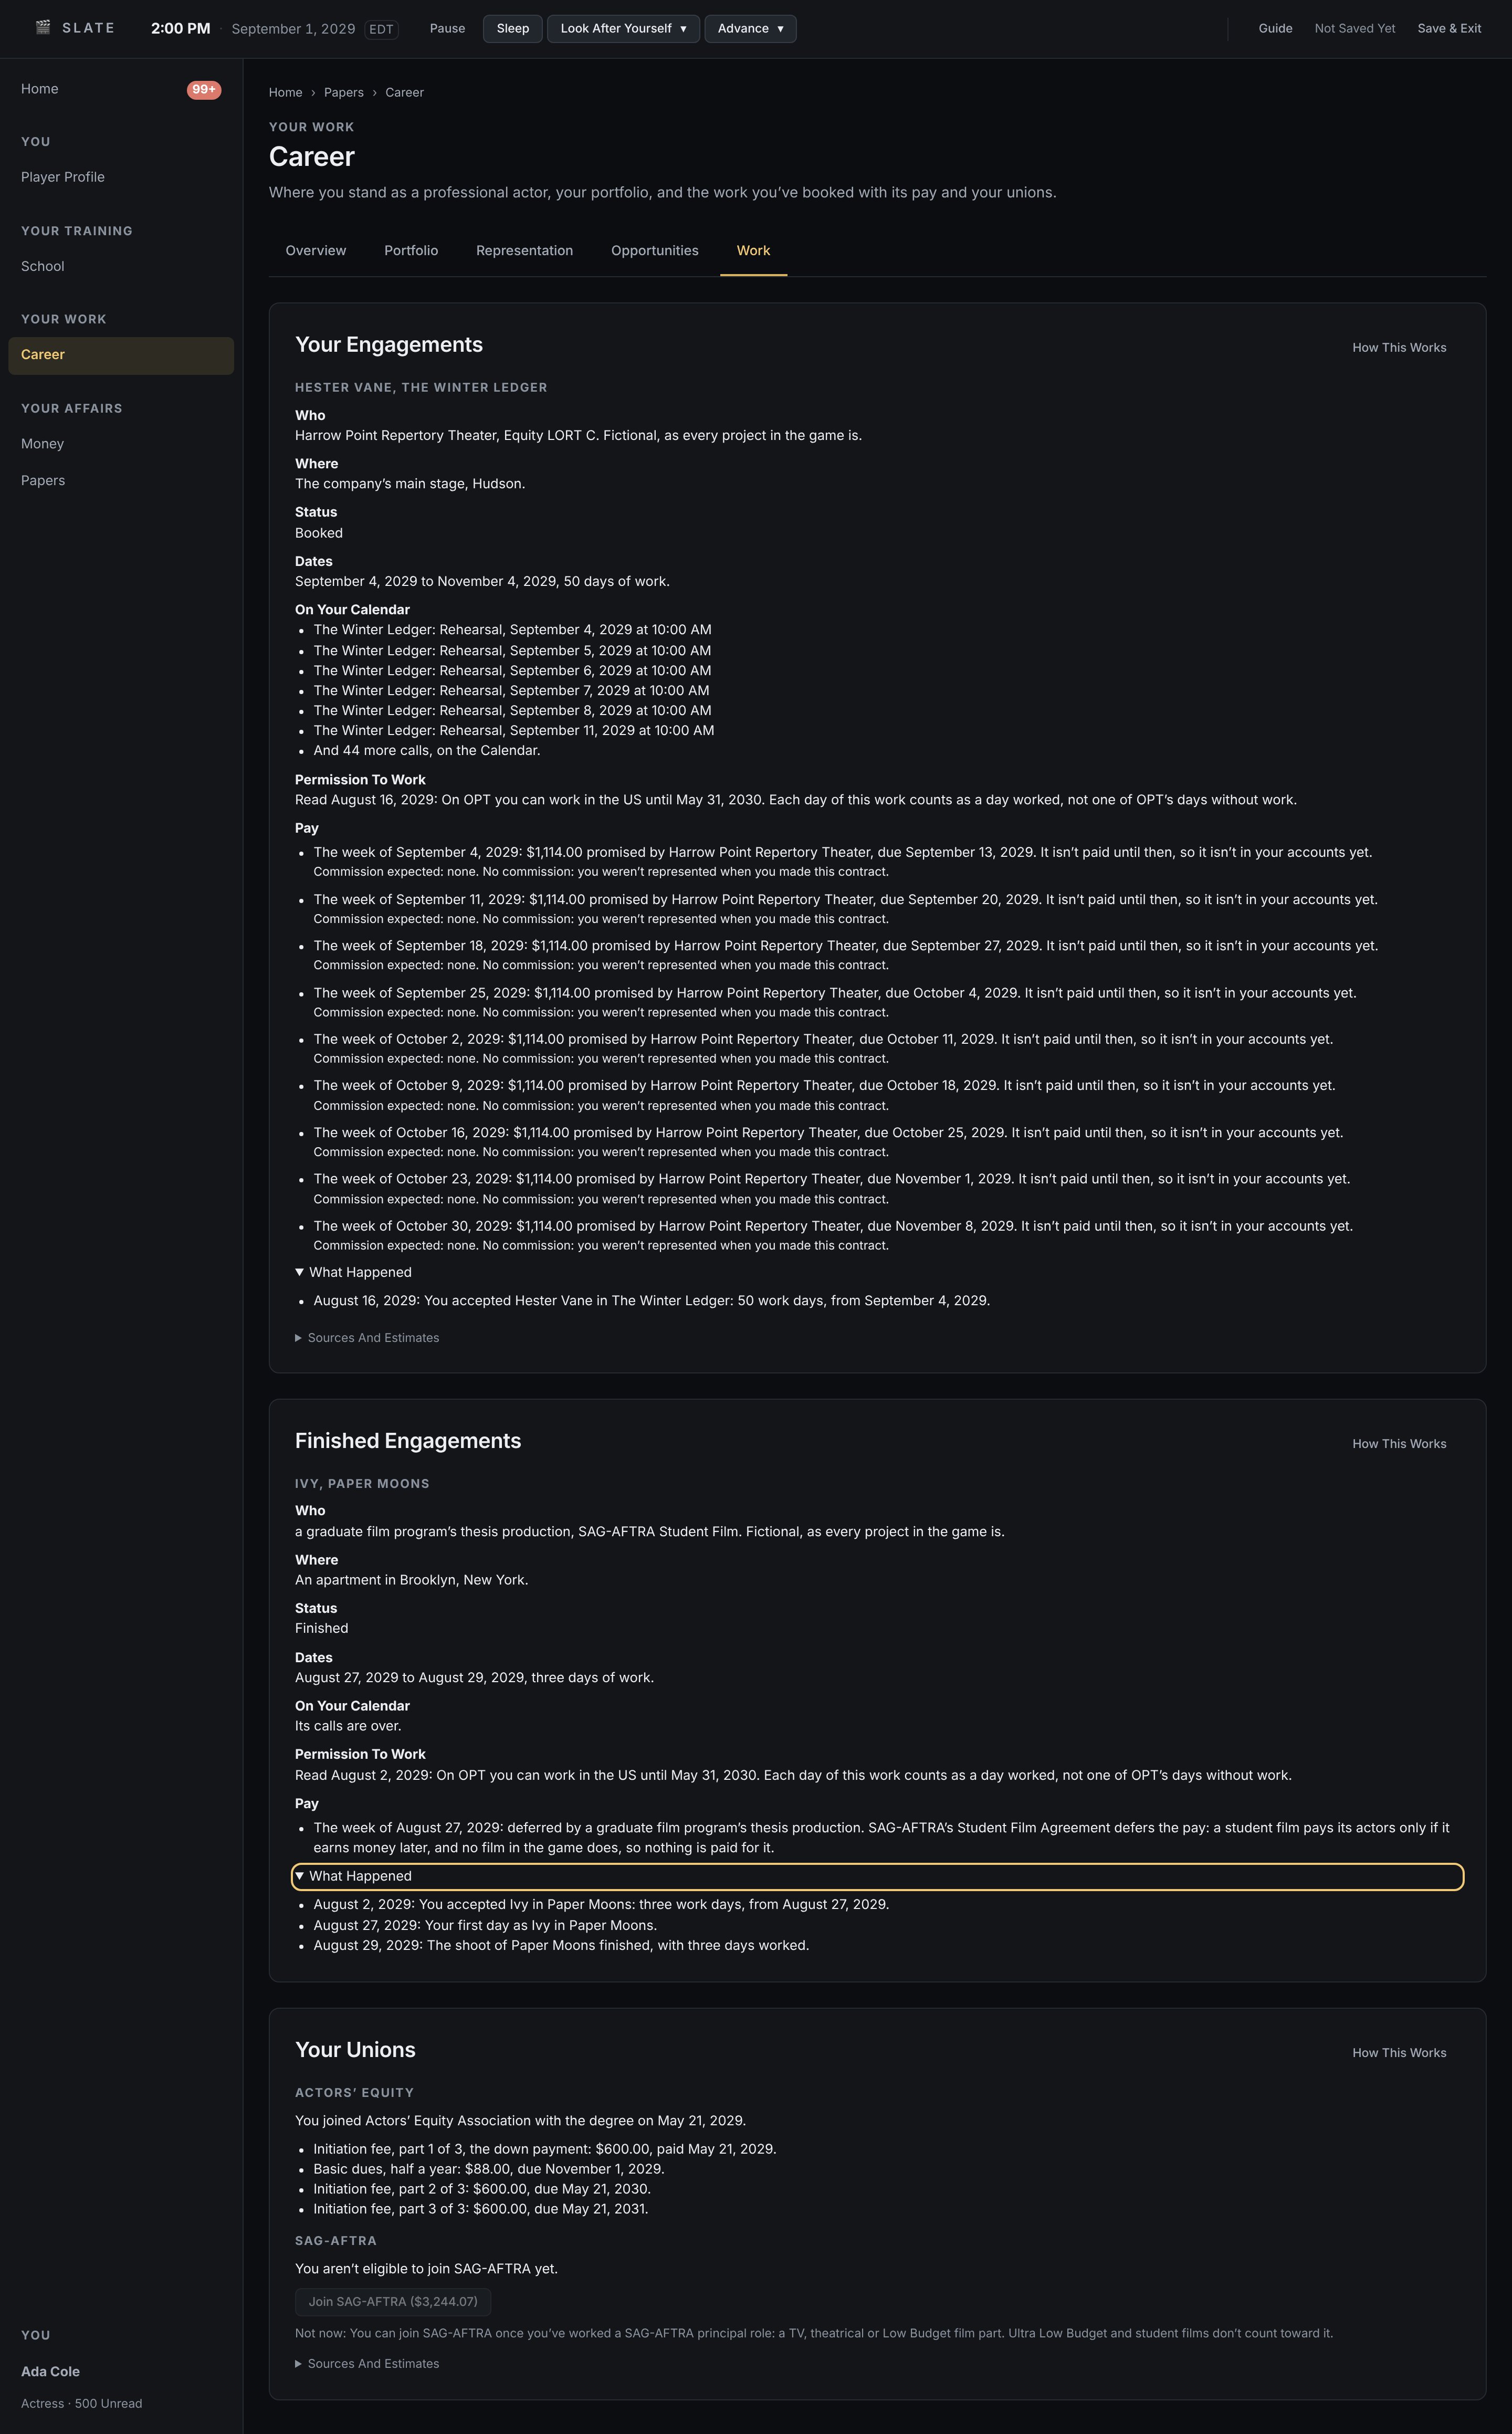 SLATE
2:00 PM · September 1, 2029 EDT
Pause
Sleep
Look After Yourself ▾
Advance ▾
Guide
Not Saved Yet
Save & Exit
Home
99+
YOU
Player Profile
YOUR TRAINING
School
YOUR WORK
Career
YOUR AFFAIRS
Money
Papers
Home › Papers › Career
YOUR WORK
Career
Where you stand as a professional actor, your portfolio, and the work you’ve booked with its pay and your unions.
Overview
Portfolio
Representation
Opportunities
Work
Your Engagements
How This Works
HESTER VANE, THE WINTER LEDGER
Who
Harrow Point Repertory Theater, Equity LORT C. Fictional, as every project in the game is.
Where
The company’s main stage, Hudson.
Status
Booked
Dates
September 4, 2029 to November 4, 2029, 50 days of work.
On Your Calendar
• The Winter Ledger: Rehearsal, September 4, 2029 at 10:00 AM
• The Winter Ledger: Rehearsal, September 5, 2029 at 10:00 AM
• The Winter Ledger: Rehearsal, September 6, 2029 at 10:00 AM
• The Winter Ledger: Rehearsal, September 7, 2029 at 10:00 AM
• The Winter Ledger: Rehearsal, September 8, 2029 at 10:00 AM
• The Winter Ledger: Rehearsal, September 11, 2029 at 10:00 AM
• And 44 more calls, on the Calendar.
Permission To Work
Read August 16, 2029: On OPT you can work in the US until May 31, 2030. Each day of this work counts as a day worked, not one of OPT’s days without work.
Pay
• The week of September 4, 2029: $1,114.00 promised by Harrow Point Repertory Theater, due September 13, 2029. It isn’t paid until then, so it isn’t in your accounts yet.
Commission expected: none. No commission: you weren’t represented when you made this contract.
• The week of September 11, 2029: $1,114.00 promised by Harrow Point Repertory Theater, due September 20, 2029. It isn’t paid until then, so it isn’t in your accounts yet.
Commission expected: none. No commission: you weren’t represented when you made this contract.
• The week of September 18, 2029: $1,114.00 promised by Harrow Point Repertory Theater, due September 27, 2029. It isn’t paid until then, so it isn’t in your accounts yet.
Commission expected: none. No commission: you weren’t represented when you made this contract.
• The week of September 25, 2029: $1,114.00 promised by Harrow Point Repertory Theater, due October 4, 2029. It isn’t paid until then, so it isn’t in your accounts yet.
Commission expected: none. No commission: you weren’t represented when you made this contract.
• The week of October 2, 2029: $1,114.00 promised by Harrow Point Repertory Theater, due October 11, 2029. It isn’t paid until then, so it isn’t in your accounts yet.
Commission expected: none. No commission: you weren’t represented when you made this contract.
• The week of October 9, 2029: $1,114.00 promised by Harrow Point Repertory Theater, due October 18, 2029. It isn’t paid until then, so it isn’t in your accounts yet.
Commission expected: none. No commission: you weren’t represented when you made this contract.
• The week of October 16, 2029: $1,114.00 promised by Harrow Point Repertory Theater, due October 25, 2029. It isn’t paid until then, so it isn’t in your accounts yet.
Commission expected: none. No commission: you weren’t represented when you made this contract.
• The week of October 23, 2029: $1,114.00 promised by Harrow Point Repertory Theater, due November 1, 2029. It isn’t paid until then, so it isn’t in your accounts yet.
Commission expected: none. No commission: you weren’t represented when you made this contract.
• The week of October 30, 2029: $1,114.00 promised by Harrow Point Repertory Theater, due November 8, 2029. It isn’t paid until then, so it isn’t in your accounts yet.
Commission expected: none. No commission: you weren’t represented when you made this contract.
▼ What Happened
• August 16, 2029: You accepted Hester Vane in The Winter Ledger: 50 work days, from September 4, 2029.
▶ Sources And Estimates
Finished Engagements
How This Works
IVY, PAPER MOONS
Who
a graduate film program’s thesis production, SAG-AFTRA Student Film. Fictional, as every project in the game is.
Where
An apartment in Brooklyn, New York.
Status
Finished
Dates
August 27, 2029 to August 29, 2029, three days of work.
On Your Calendar
Its calls are over.
Permission To Work
Read August 2, 2029: On OPT you can work in the US until May 31, 2030. Each day of this work counts as a day worked, not one of OPT’s days without work.
Pay
• The week of August 27, 2029: deferred by a graduate film program’s thesis production. SAG-AFTRA’s Student Film Agreement defers the pay: a student film pays its actors only if it
earns money later, and no film in the game does, so nothing is paid for it.
▼ What Happened
• August 2, 2029: You accepted Ivy in Paper Moons: three work days, from August 27, 2029.
• August 27, 2029: Your first day as Ivy in Paper Moons.
• August 29, 2029: The shoot of Paper Moons finished, with three days worked.
Your Unions
How This Works
ACTORS’ EQUITY
You joined Actors’ Equity Association with the degree on May 21, 2029.
• Initiation fee, part 1 of 3, the down payment: $600.00, paid May 21, 2029.
• Basic dues, half a year: $88.00, due November 1, 2029.
• Initiation fee, part 2 of 3: $600.00, due May 21, 2030.
• Initiation fee, part 3 of 3: $600.00, due May 21, 2031.
SAG-AFTRA
You aren’t eligible to join SAG-AFTRA yet.
Join SAG-AFTRA ($3,244.07)
Not now: You can join SAG-AFTRA once you’ve worked a SAG-AFTRA principal role: a TV, theatrical or Low Budget film part. Ultra Low Budget and student films don’t count toward it.
▶ Sources And Estimates
YOU
Ada Cole
Actress · 500 Unread